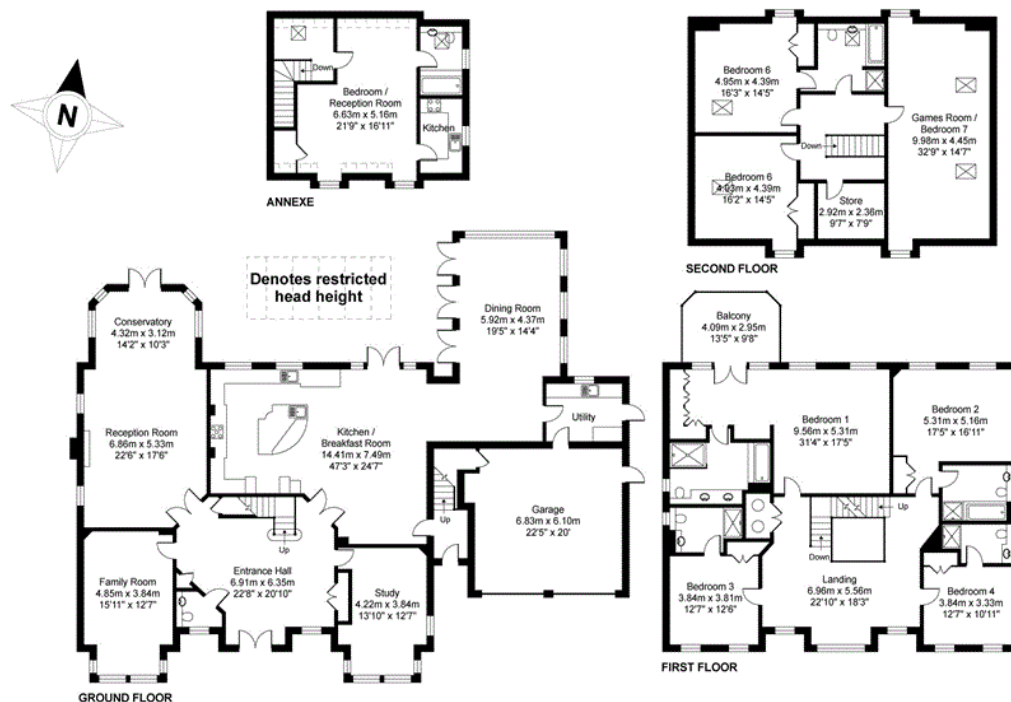 N
Down
Bedroom /
Reception Room
6.63m x 5.16m
21'9" x 16'11"
Kitchen
ANNEXE
Bedroom 6
4.95m x 4.39m
16'3" x 14'5"
Games Room /
Bedroom 7
9.98m x 4.45m
32'9" x 14'7"
Down
Bedroom 6
4.93m x 4.39m
16'2" x 14'5"
Store
2.92m x 2.36m
9'7" x 7'9"
SECOND FLOOR
Denotes restricted
head height
Conservatory
4.32m x 3.12m
14'2" x 10'3"
Dining Room
5.92m x 4.37m
19'5" x 14'4"
Utility
Reception Room
6.86m x 5.33m
22'6" x 17'6"
Kitchen /
Breakfast Room
14.41m x 7.49m
47'3" x 24'7"
Up
Garage
6.83m x 6.10m
22'5" x 20'
Up
Entrance Hall
6.91m x 6.35m
22'8" x 20'10"
Family Room
4.85m x 3.84m
15'11" x 12'7"
Study
4.22m x 3.84m
13'10" x 12'7"
GROUND FLOOR
Balcony
4.09m x 2.95m
13'5" x 9'8"
Bedroom 1
9.56m x 5.31m
31'4" x 17'5"
Bedroom 2
5.31m x 5.16m
17'5" x 16'11"
Up
Down
Landing
6.96m x 5.56m
22'10" x 18'3"
Bedroom 3
3.84m x 3.81m
12'7" x 12'6"
Bedroom 4
3.84m x 3.33m
12'7" x 10'11"
FIRST FLOOR